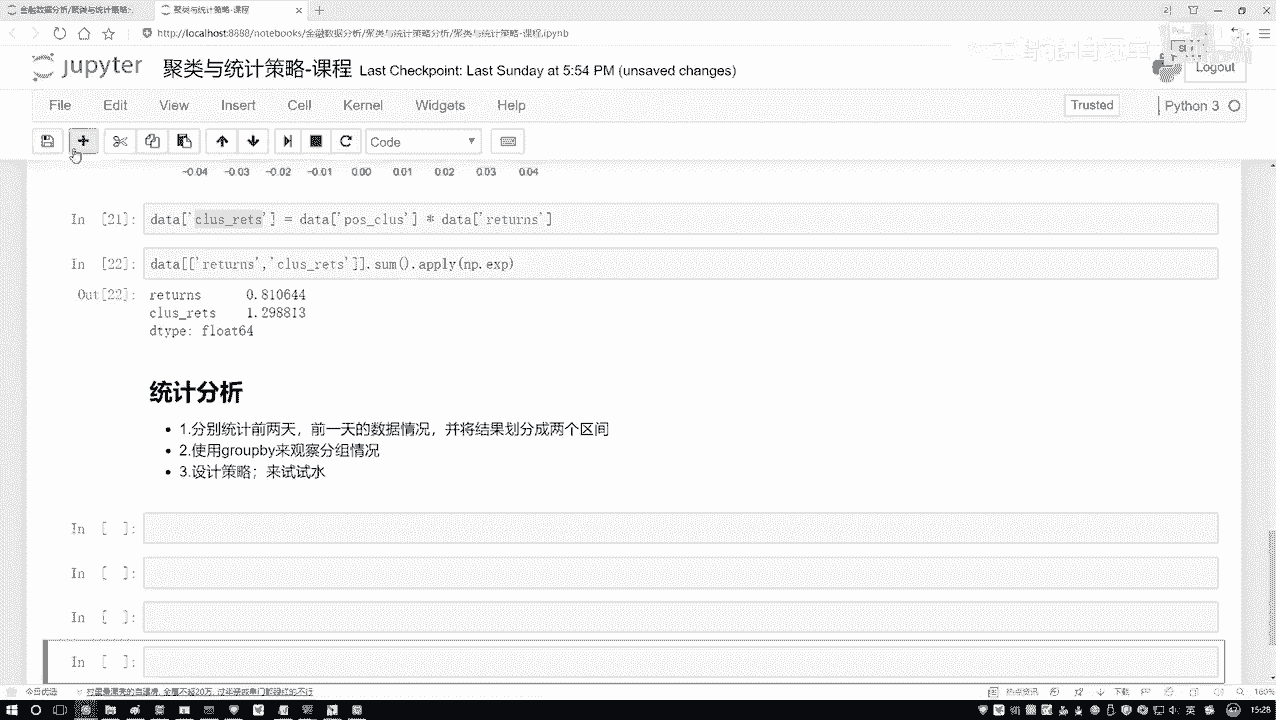 金融数据分析/聚类与统计策略-
聚类与统计策略-课程
http://localhost:8888/notebooks/金融数据分析/聚类与统计策略分析/聚类与统计策略-课程.ipynb
jupyter 聚类与统计策略-课程 Last Checkpoint: Last Sunday at 5:54 PM (unsaved changes)
Logout
File Edit View Insert Cell Kernel Widgets Help
Trusted
Python 3
Code
-0.04 -0.03 -0.02 -0.01 0.00 0.01 0.02 0.03 0.04
In [21]: data['clus_rets'] = data['pos_clus'] * data['returns']
In [22]: data[['returns','clus_rets']].sum().apply(np.exp)
Out[22]: returns 0.810644
clus_rets 1.298813
dtype: float64
统计分析
1.分别统计前两天，前一天的数据情况，并将结果划分成两个区间
2.使用groupby来观察分组情况
3.设计策略；来试试水
In [ ]:
In [ ]:
In [ ]:
In [ ]:
今日优选
160%
英
15:28